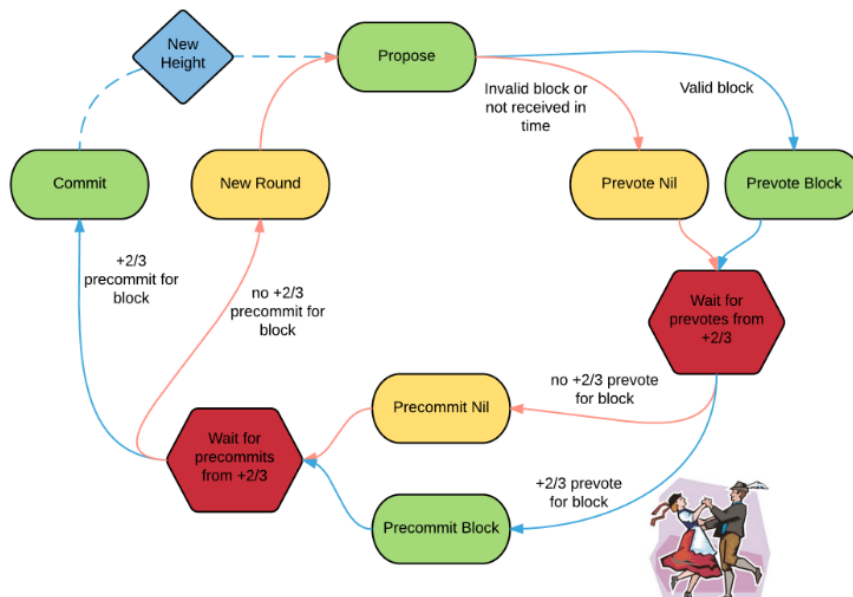 New
Height
Propose
Invalid block or
not received in
time
Valid block
Commit
New Round
Prevote Nil
Prevote Block
+2/3
precommit for
block
no +2/3
precommit for
block
Wait for
prevotes from
+2/3
no +2/3 prevote
for block
Precommit Nil
Wait for
precommits
from +2/3
+2/3 prevote
for block
Precommit Block